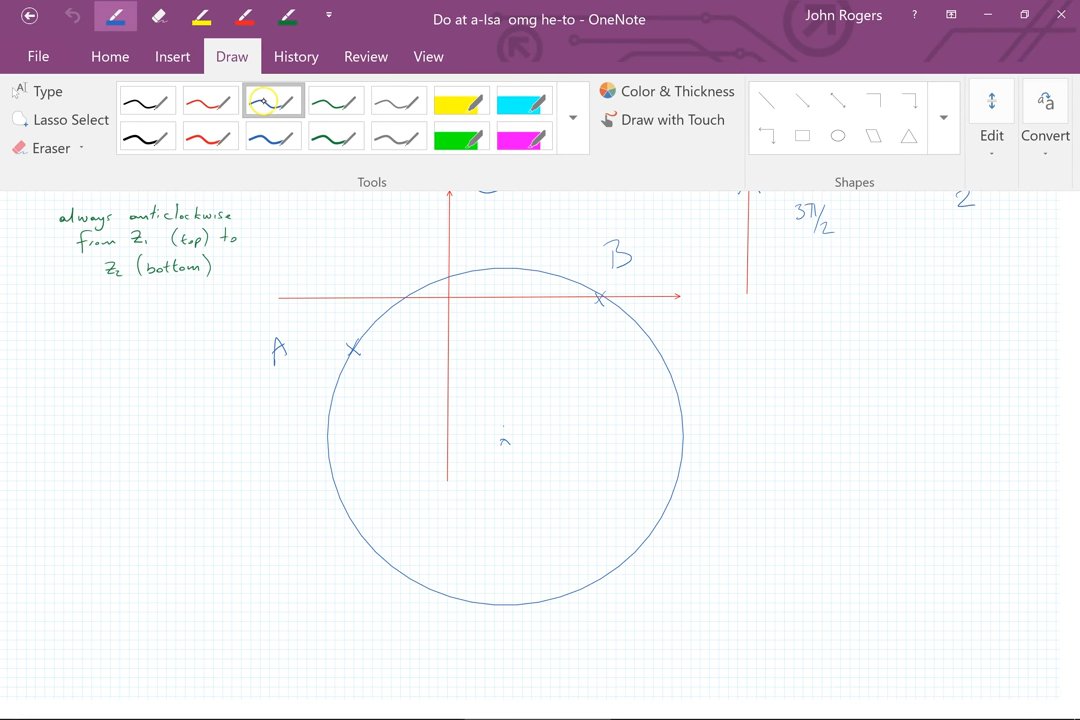 Do at a-lsa omg he-to - OneNote
John Rogers
?
File
Home
Insert
Draw
History
Review
View
Type
Lasso Select
Eraser
Color & Thickness
Draw with Touch
Edit
Convert
Tools
Shapes
always anticlockwise
from Z₁ (top) to
Z₂ (bottom)
3π/2
2
B
A